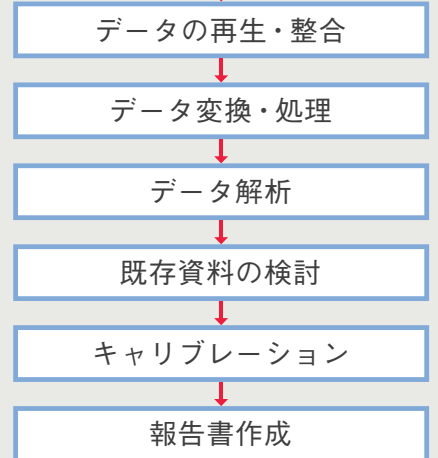 データの再生・整合
データ変換・処理
データ解析
既存資料の検討
キャリブレーション
報告書作成